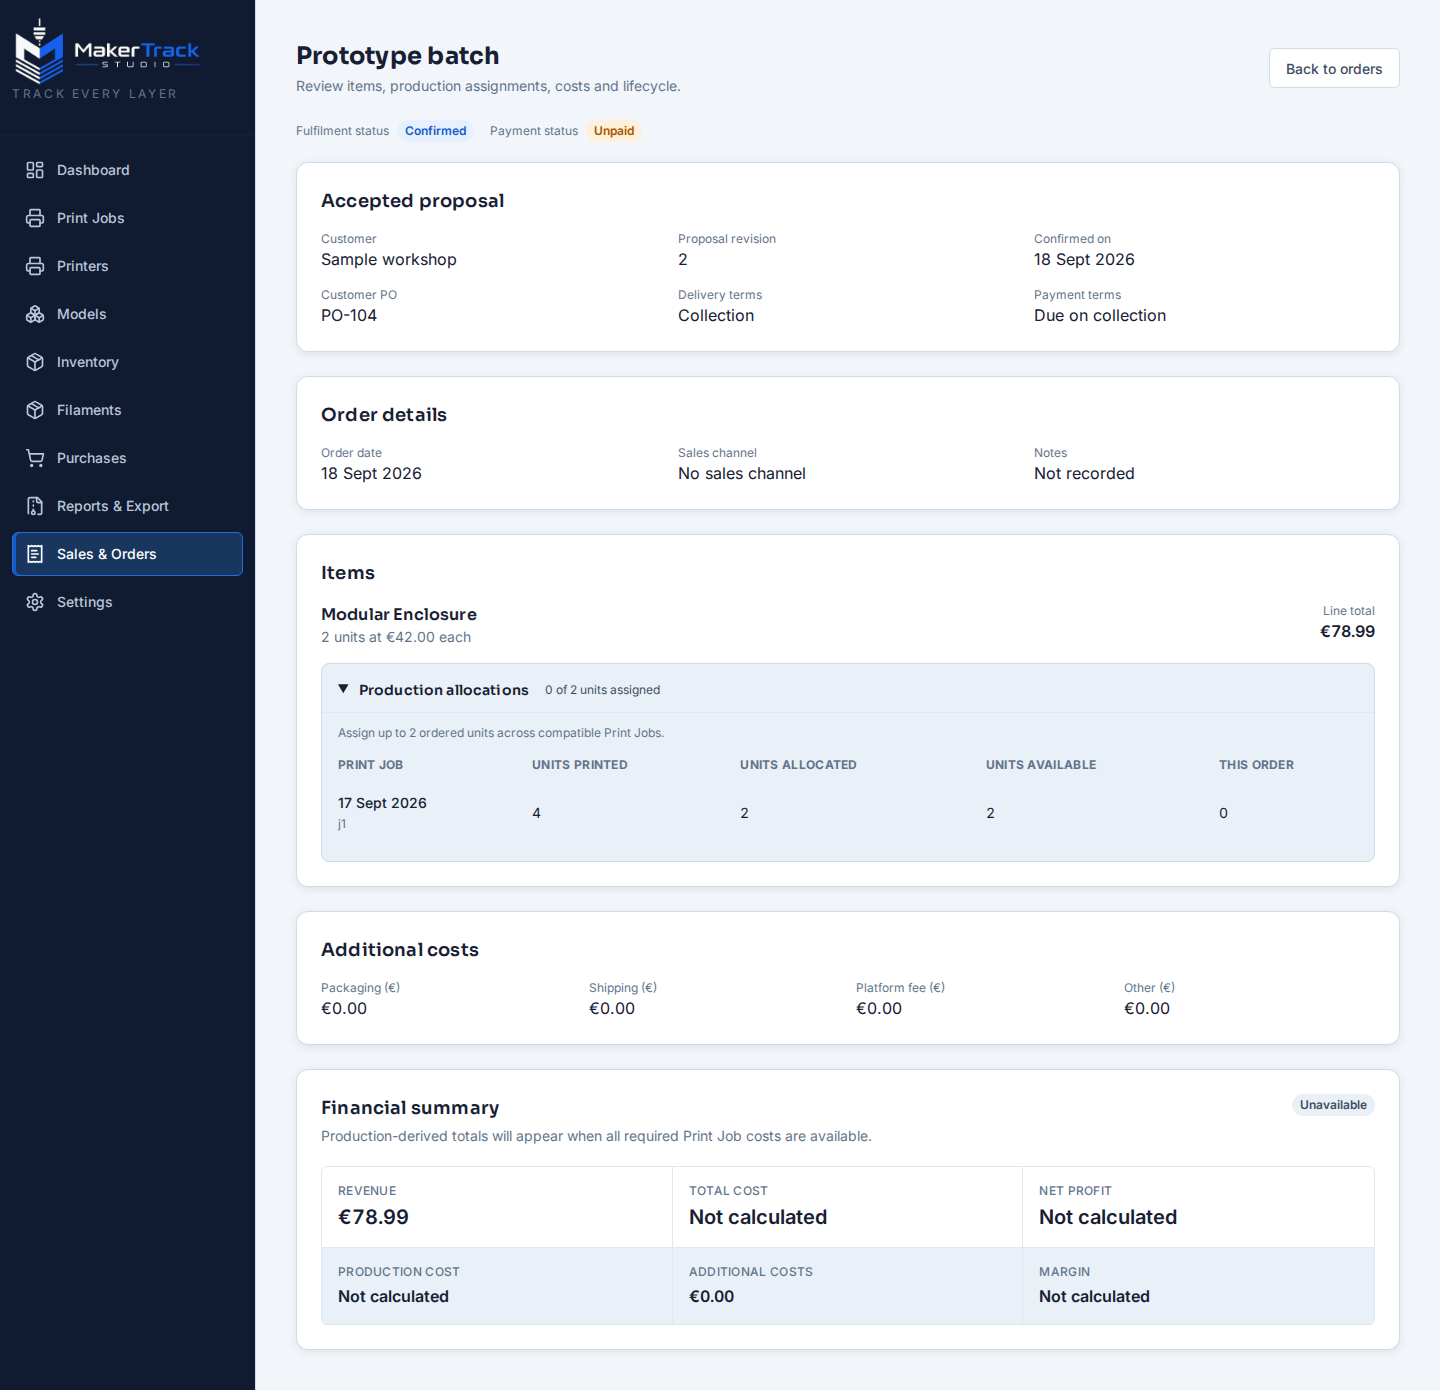 MakerTrack
STUDIO
TRACK EVERY LAYER
Dashboard
Print Jobs
Printers
Models
Inventory
Filaments
Purchases
Reports & Export
Sales & Orders
Settings
Prototype batch
Review items, production assignments, costs and lifecycle.
Back to orders
Fulfilment status Confirmed Payment status Unpaid
Accepted proposal
Customer Proposal revision Confirmed on
Sample workshop 2 18 Sept 2026
Customer PO Delivery terms Payment terms
PO-104 Collection Due on collection
Order details
Order date Sales channel Notes
18 Sept 2026 No sales channel Not recorded
Items
Modular Enclosure Line total
2 units at €42.00 each €78.99
Production allocations 0 of 2 units assigned
Assign up to 2 ordered units across compatible Print Jobs.
PRINT JOB UNITS PRINTED UNITS ALLOCATED UNITS AVAILABLE THIS ORDER
17 Sept 2026 4 2 2 0
j1
Additional costs
Packaging (€) Shipping (€) Platform fee (€) Other (€)
€0.00 €0.00 €0.00 €0.00
Financial summary Unavailable
Production-derived totals will appear when all required Print Job costs are available.
REVENUE TOTAL COST NET PROFIT
€78.99 Not calculated Not calculated
PRODUCTION COST ADDITIONAL COSTS MARGIN
Not calculated €0.00 Not calculated